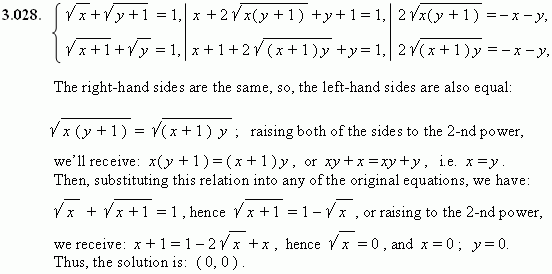 3.028. { √x + √y+1 = 1, | x + 2√x(y + 1) + y + 1 = 1, | 2√x(y + 1) = – x – y,
√x+1 + √y = 1, | x + 1 + 2√(x + 1)y + y = 1, | 2√(x + 1)y = – x – y,
The right-hand sides are the same, so, the left-hand sides are also equal:
√x (y + 1) = √(x + 1) y ; raising both of the sides to the 2-nd power,
we’ll receive: x(y + 1) = (x + 1)y, or xy + x = xy + y, i.e. x = y.
Then, substituting this relation into any of the original equations, we have:
√x + √x+1 = 1, hence √x+1 = 1 – √x, or raising to the 2-nd power,
we receive: x + 1 = 1 – 2√x + x, hence √x = 0, and x = 0; y = 0.
Thus, the solution is: (0, 0).